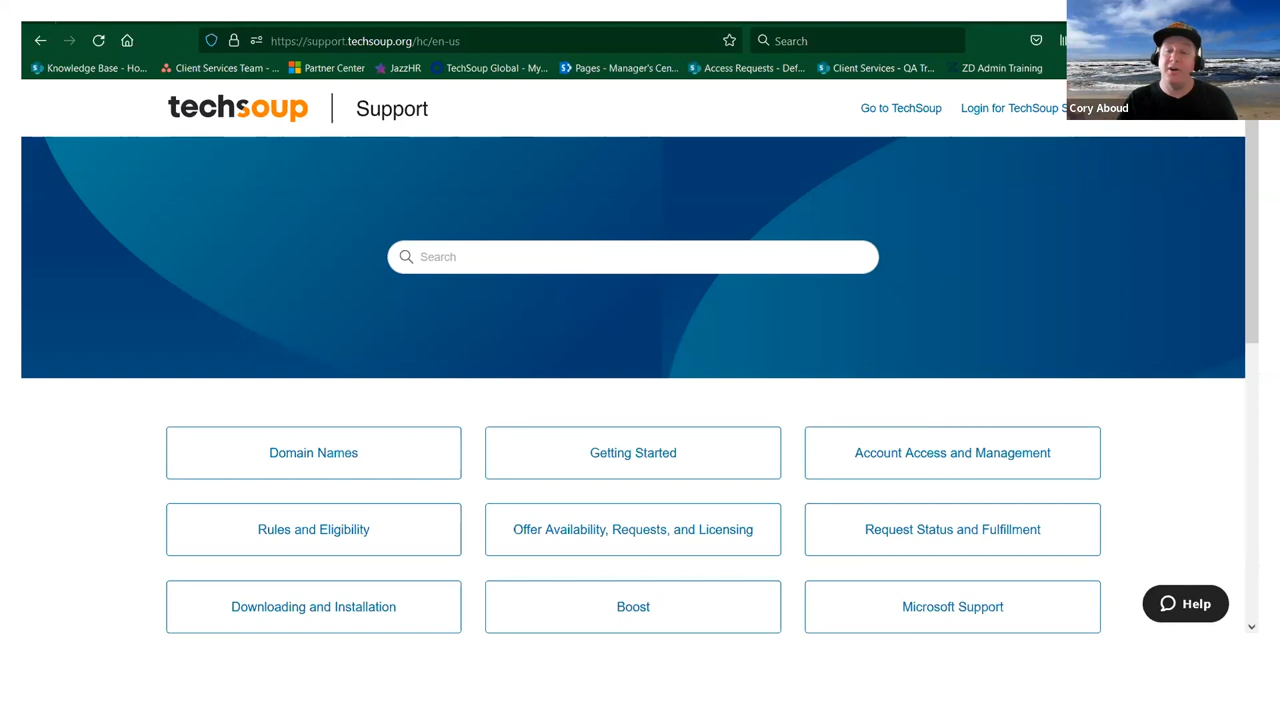 https://support.techsoup.org/hc/en-us
Search
Knowledge Base - Ho...
Client Services Team - ...
Partner Center
JazzHR
TechSoup Global - My...
Pages - Manager's Cen...
Access Requests - Def...
Client Services - QA Tr...
ZD Admin Training
Cory Aboud
techsoup
Support
Go to TechSoup
Login for TechSoup S
Search
Domain Names
Getting Started
Account Access and Management
Rules and Eligibility
Offer Availability, Requests, and Licensing
Request Status and Fulfillment
Downloading and Installation
Boost
Microsoft Support
Help